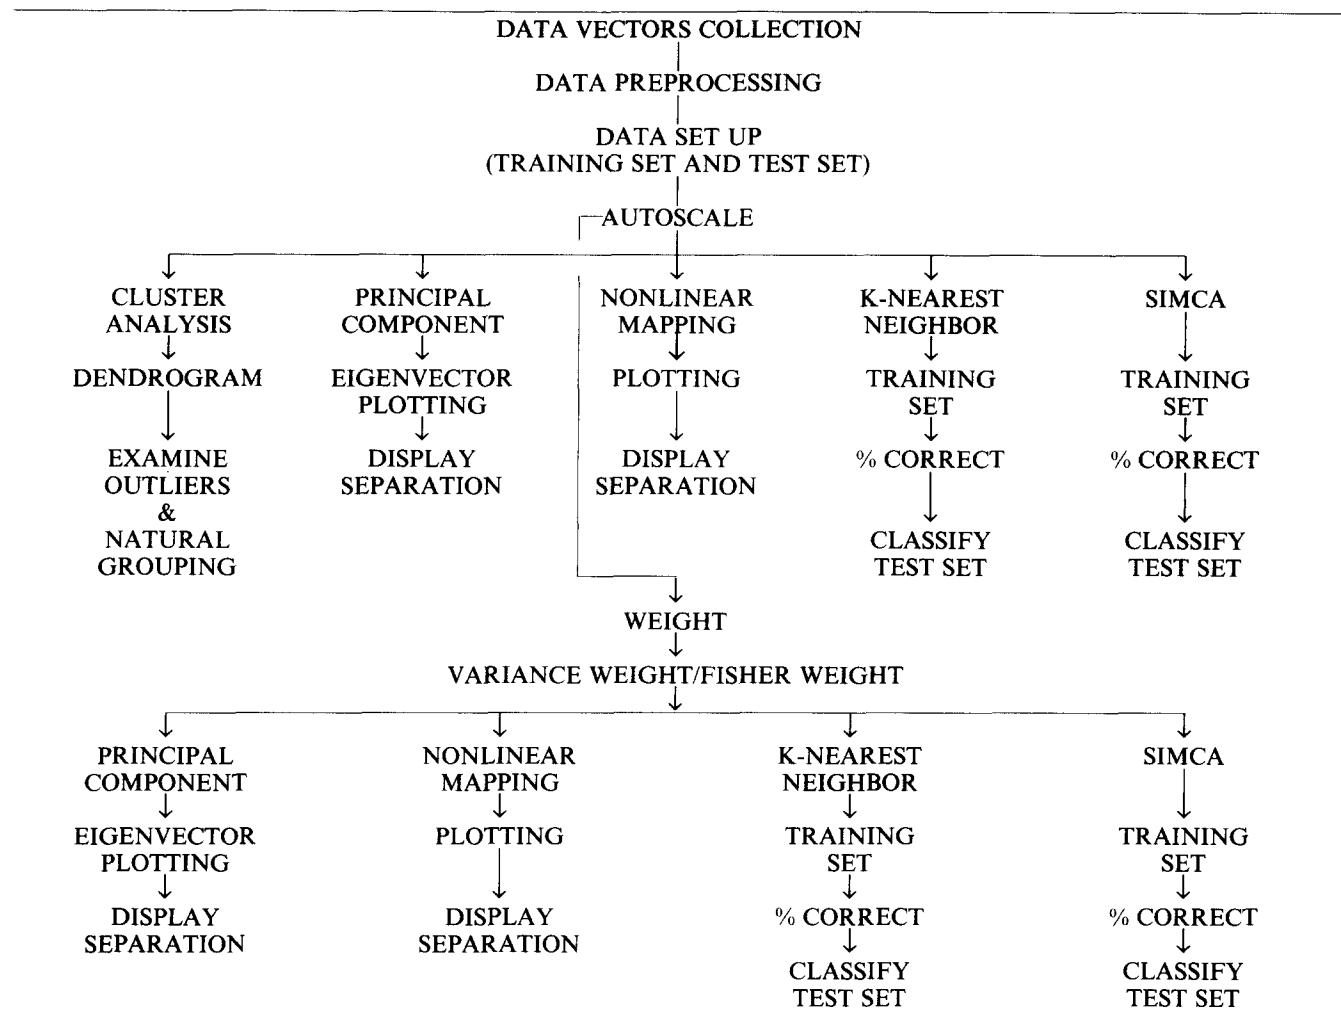 DATA VECTORS COLLECTION
DATA PREPROCESSING
DATA SET UP
(TRAINING SET AND TEST SET)
AUTOSCALE
CLUSTER
ANALYSIS
DENDROGRAM
EXAMINE
OUTLIERS
&
NATURAL
GROUPING
PRINCIPAL
COMPONENT
EIGENVECTOR
PLOTTING
DISPLAY
SEPARATION
NONLINEAR
MAPPING
PLOTTING
DISPLAY
SEPARATION
K-NEAREST
NEIGHBOR
TRAINING
SET
% CORRECT
CLASSIFY
TEST SET
SIMCA
TRAINING
SET
% CORRECT
CLASSIFY
TEST SET
WEIGHT
VARIANCE WEIGHT/FISHER WEIGHT
PRINCIPAL
COMPONENT
EIGENVECTOR
PLOTTING
DISPLAY
SEPARATION
NONLINEAR
MAPPING
PLOTTING
DISPLAY
SEPARATION
K-NEAREST
NEIGHBOR
TRAINING
SET
% CORRECT
CLASSIFY
TEST SET
SIMCA
TRAINING
SET
% CORRECT
CLASSIFY
TEST SET